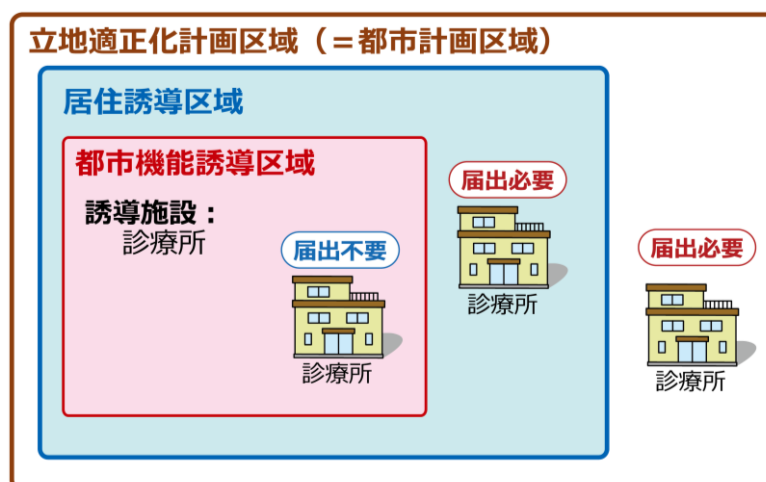 立地適正化計画区域（＝都市計画区域）
居住誘導区域
都市機能誘導区域
誘導施設：
診療所
届出不要
診療所
届出必要
診療所
届出必要
診療所